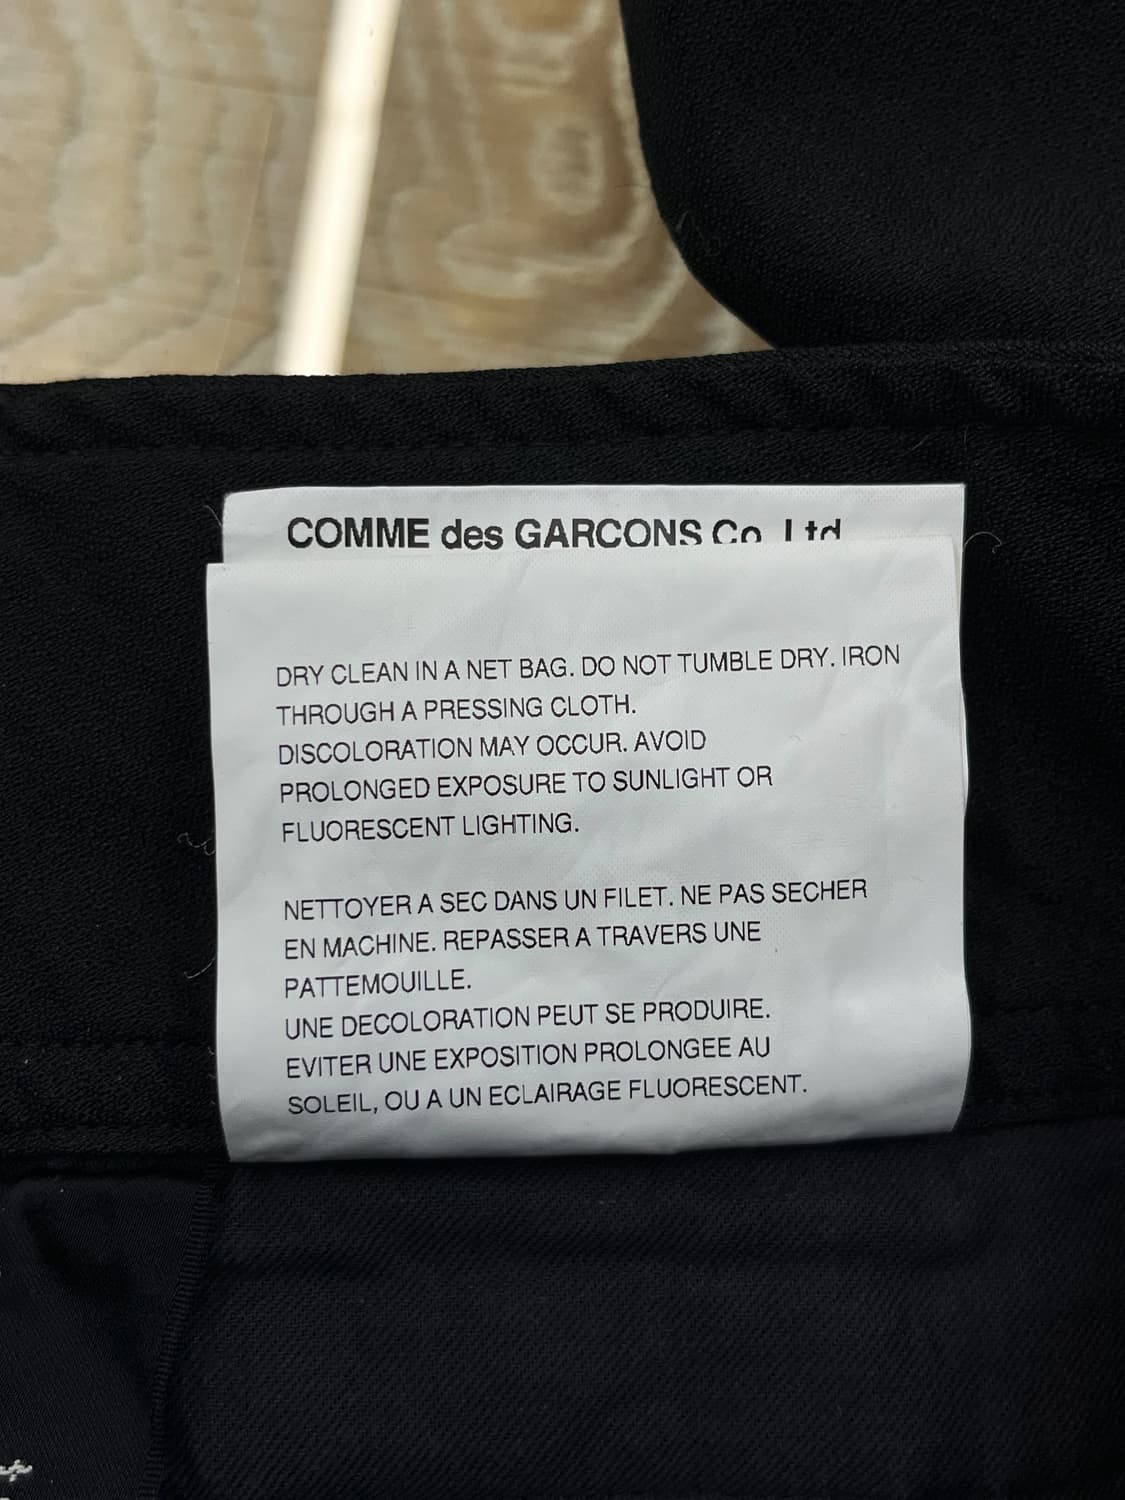 COMME des GARCONS Co. Ltd
DRY CLEAN IN A NET BAG. DO NOT TUMBLE DRY. IRON
THROUGH A PRESSING CLOTH.
DISCOLORATION MAY OCCUR. AVOID
PROLONGED EXPOSURE TO SUNLIGHT OR
FLUORESCENT LIGHTING.
NETTOYER A SEC DANS UN FILET. NE PAS SECHER
EN MACHINE. REPASSER A TRAVERS UNE
PATTEMOUILLE.
UNE DECOLORATION PEUT SE PRODUIRE.
EVITER UNE EXPOSITION PROLONGEE AU
SOLEIL, OU A UN ECLAIRAGE FLUORESCENT.